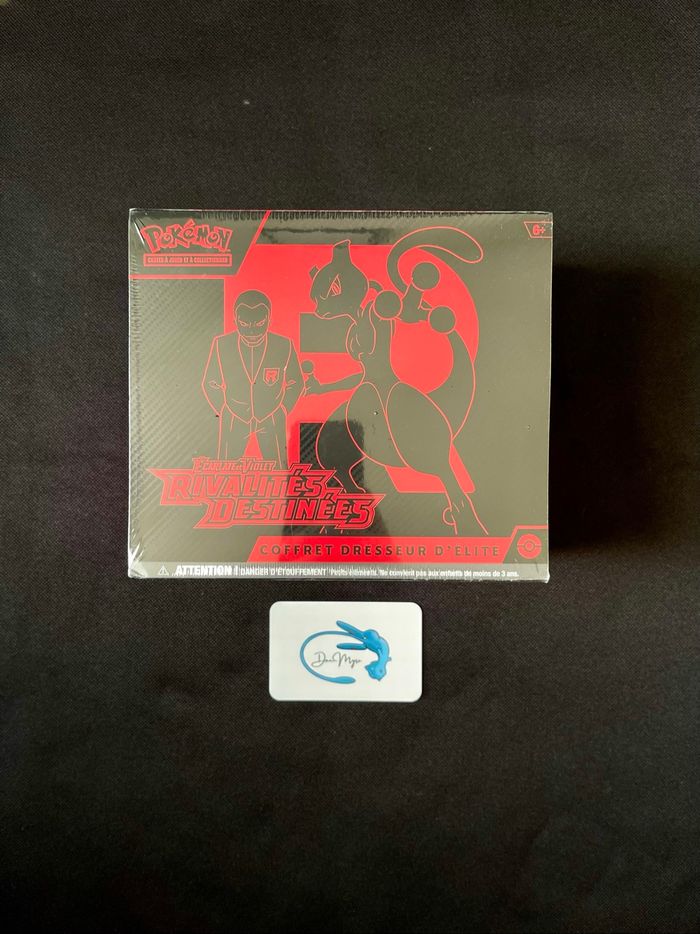 POKéMON
CARTES À JOUER ET À COLLECTIONNER
6+
R
ÉCARLATE ET VIOLET
RIVALITÉS
DESTINÉES
COFFRET DRESSEUR D'ÉLITE
ATTENTION ! DANGER D'ÉTOUFFEMENT Petits éléments. Ne convient pas aux enfants de moins de 3 ans.